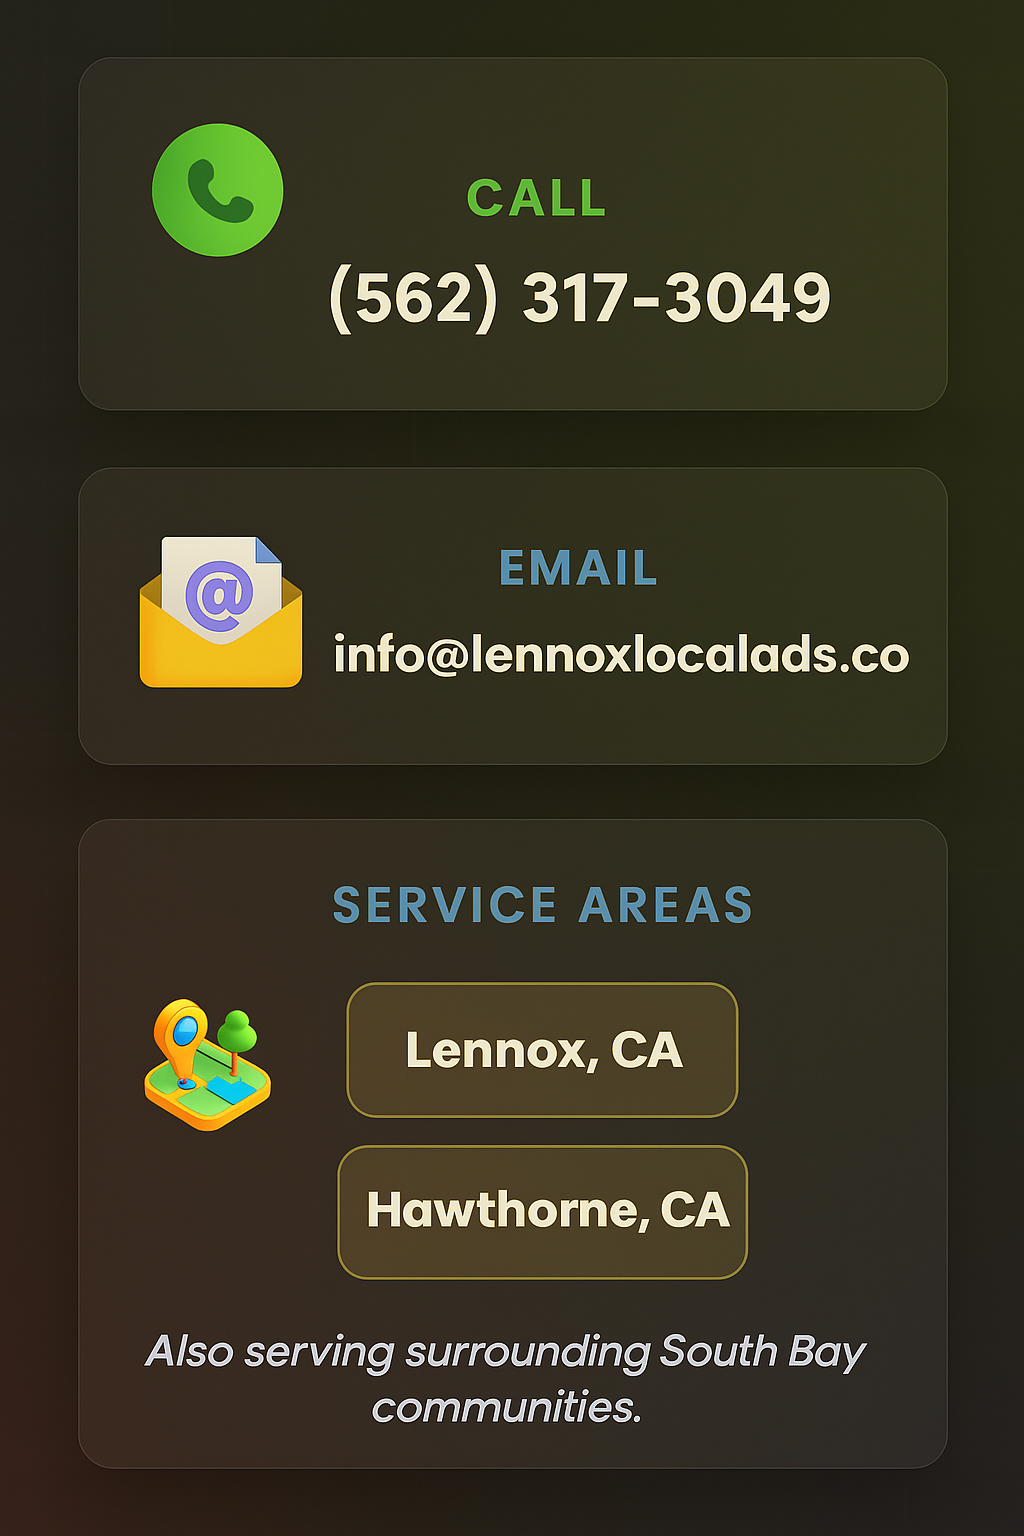 CALL
(562) 317-3049
@
EMAIL
info@lennoxlocalads.co
SERVICE AREAS
Lennox, CA
Hawthorne, CA
Also serving surrounding South Bay
communities.